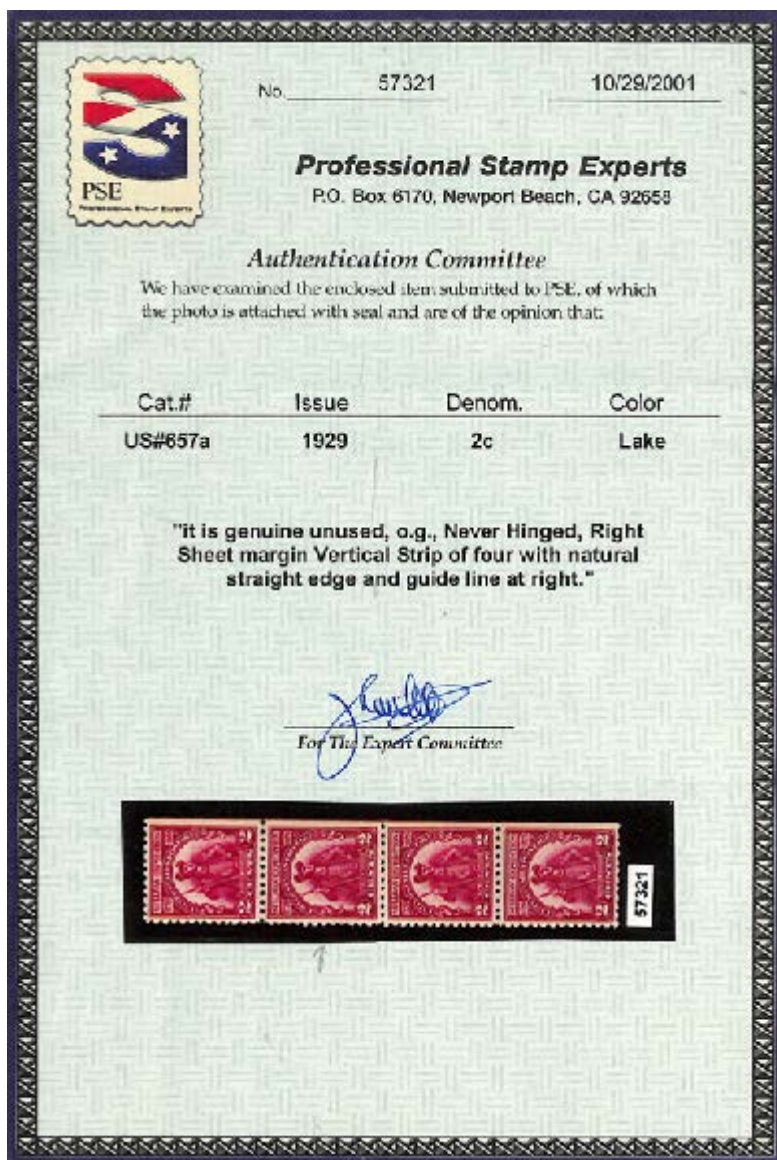 No. 57321 10/29/2001
PSE
Professional Stamp Experts
Professional Stamp Experts
P.O. Box 6170, Newport Beach, CA 92658
Authentication Committee
We have examined the enclosed item submitted to PSE, of which
the photo is attached with seal and are of the opinion that:
Cat.# Issue Denom. Color
US#657a 1929 2c Lake
"it is genuine unused, o.g., Never Hinged, Right
Sheet margin Vertical Strip of four with natural
straight edge and guide line at right."
For The Expert Committee
57321